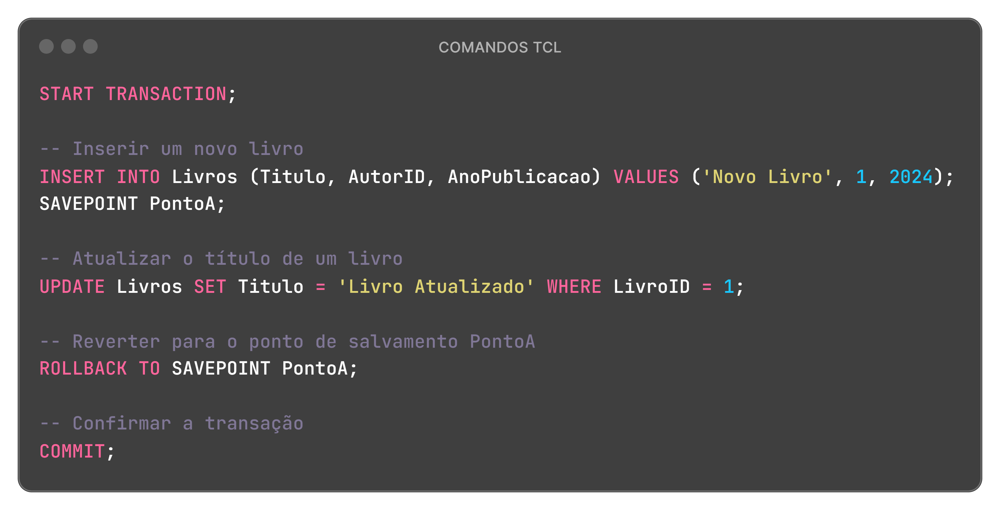 COMANDOS TCL
START TRANSACTION;
-- Inserir um novo livro
INSERT INTO Livros (Titulo, AutorID, AnoPublicacao) VALUES ('Novo Livro', 1, 2024);
SAVEPOINT PontoA;
-- Atualizar o título de um livro
UPDATE Livros SET Titulo = 'Livro Atualizado' WHERE LivroID = 1;
-- Reverter para o ponto de salvamento PontoA
ROLLBACK TO SAVEPOINT PontoA;
-- Confirmar a transação
COMMIT;